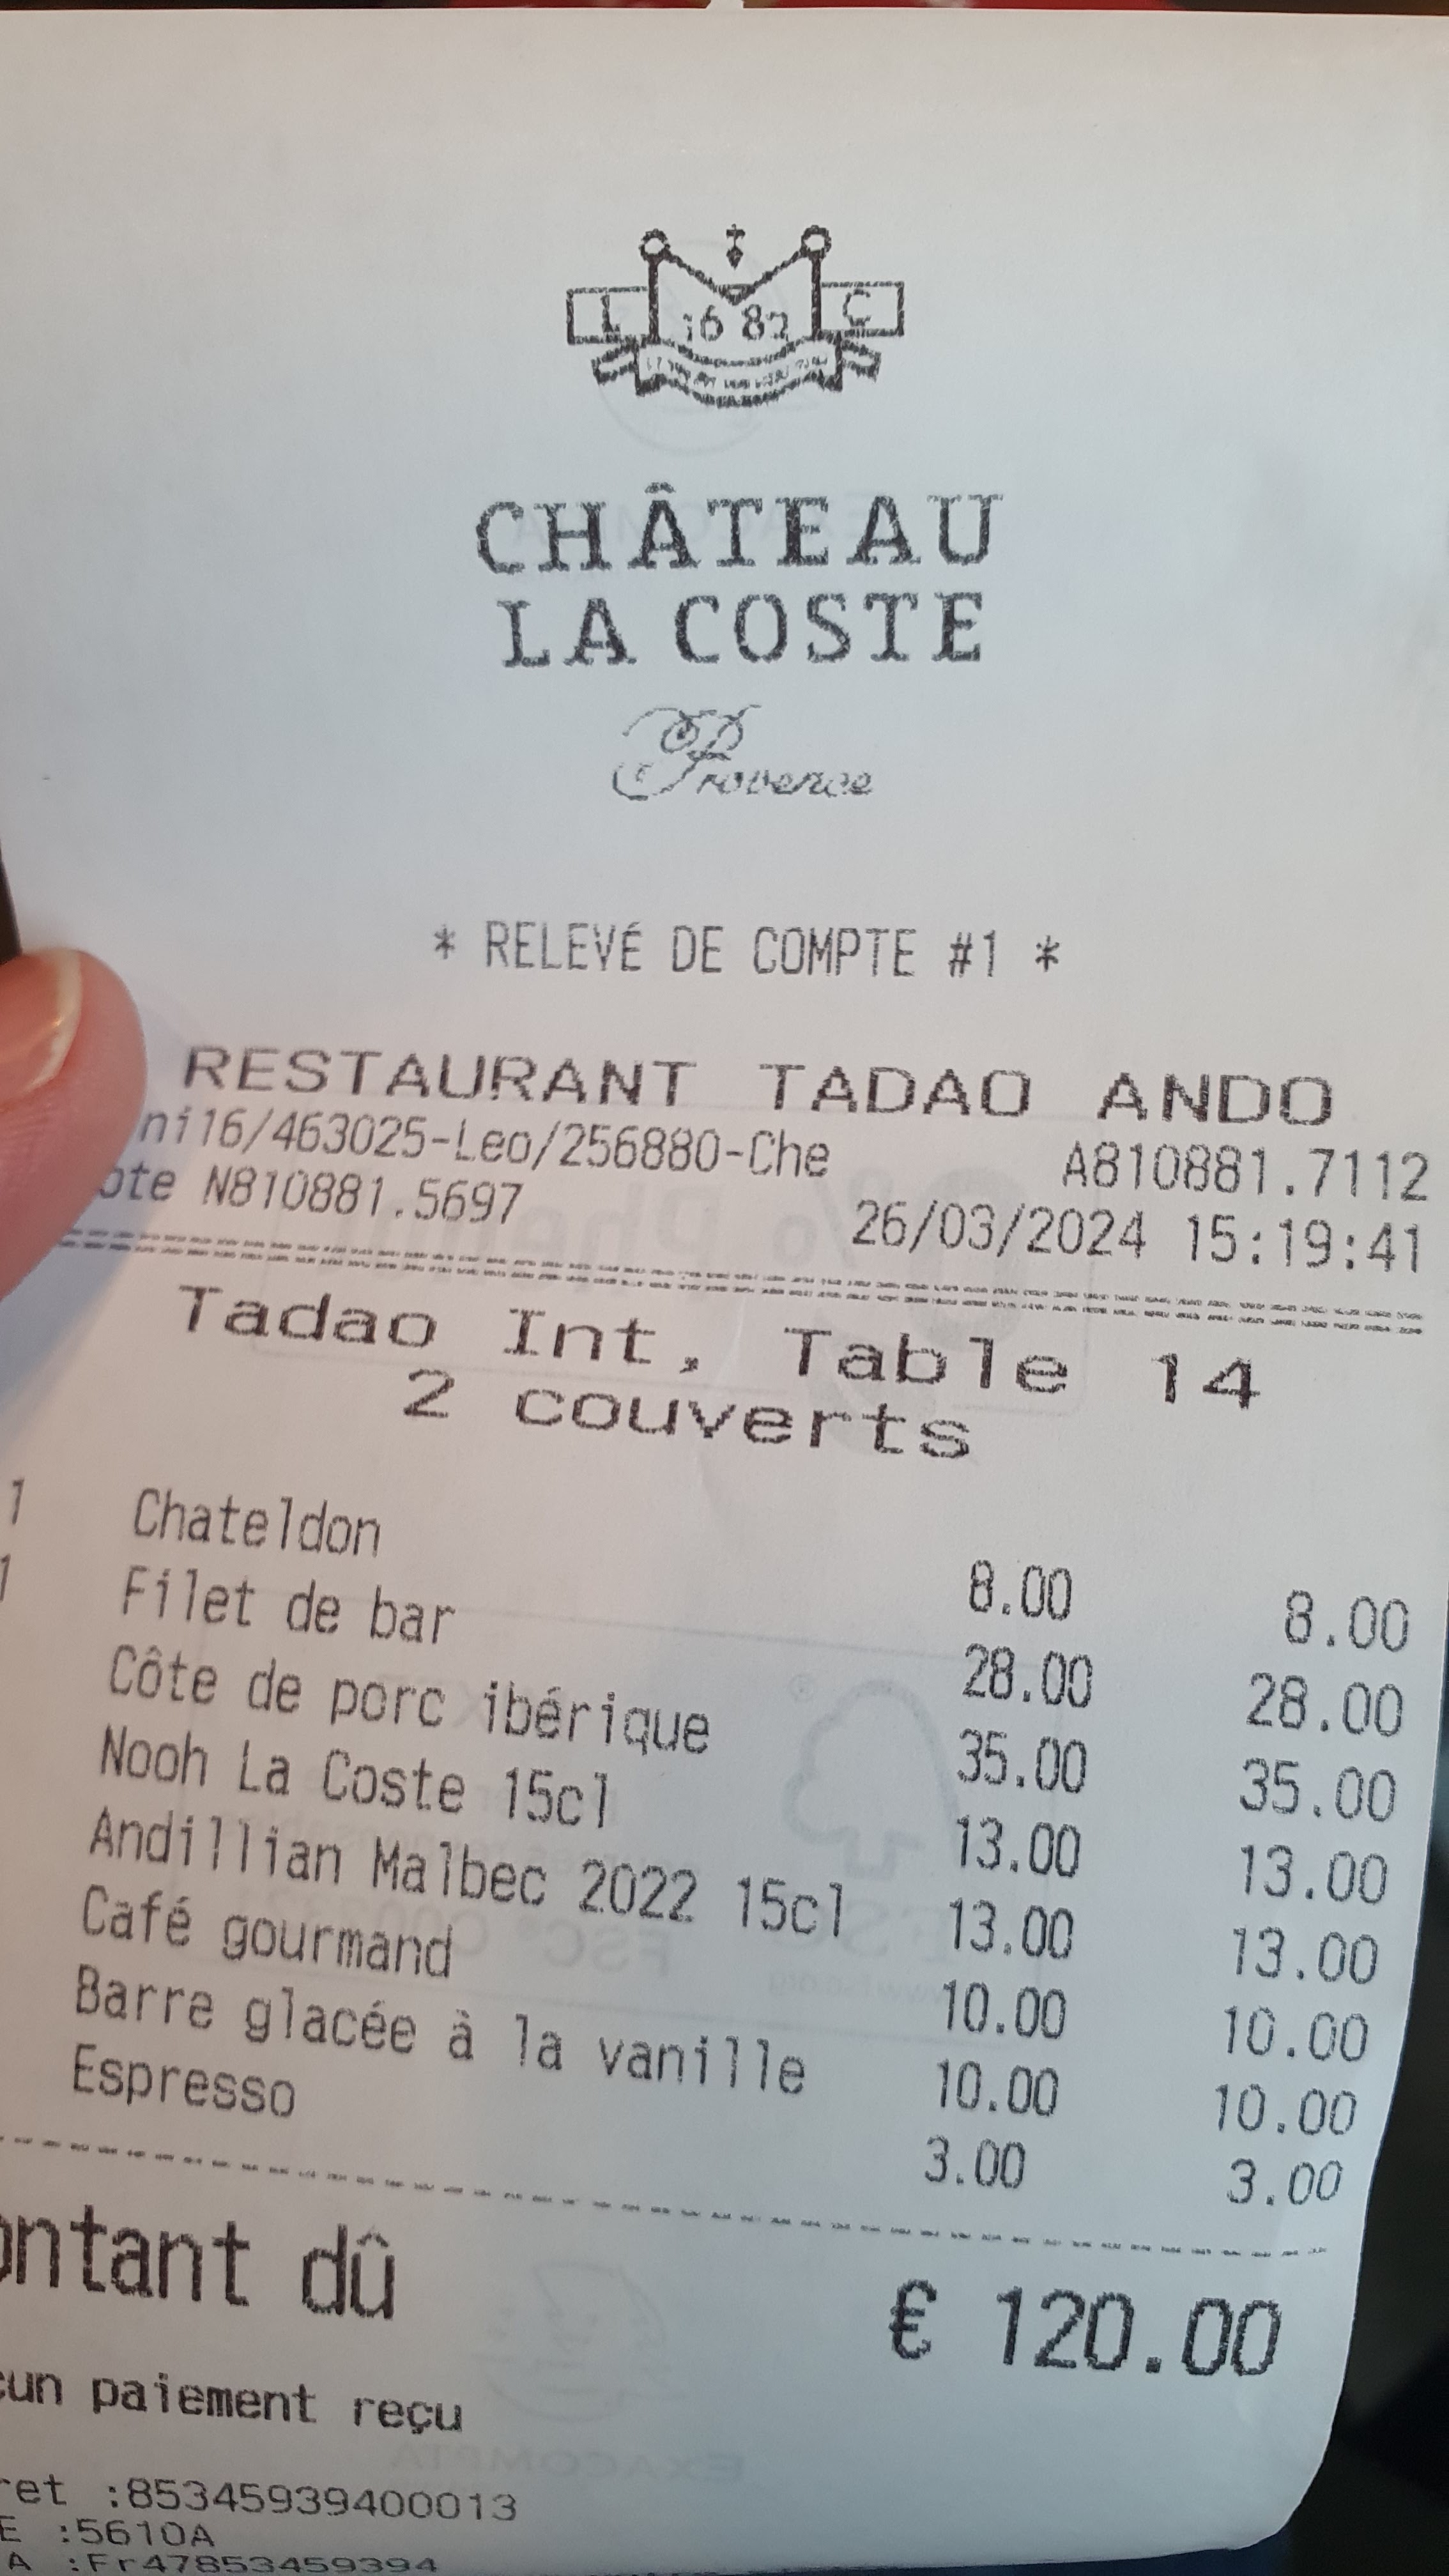 L 1682 C
CHÂTEAU
LA COSTE
Provence
* RELEVÉ DE COMPTE #1 *
RESTAURANT TADAO ANDO
ni16/463025-Leo/256880-Che A810881.7112
pte N810881.5697 26/03/2024 15:19:41
Tadao Int, Table 14
2 couverts
1 Chateldon 8.00 8.00
1 Filet de bar 28.00 28.00
Côte de porc ibérique 35.00 35.00
Nooh La Coste 15cl 13.00 13.00
Andillian Malbec 2022 15cl 13.00 13.00
Café gourmand 10.00 10.00
Barre glacée à la vanille 10.00 10.00
Espresso 3.00 3.00
ontant dû € 120.00
cun paiement reçu
ret :85345939400013
E :5610A
A :Fr47853459394